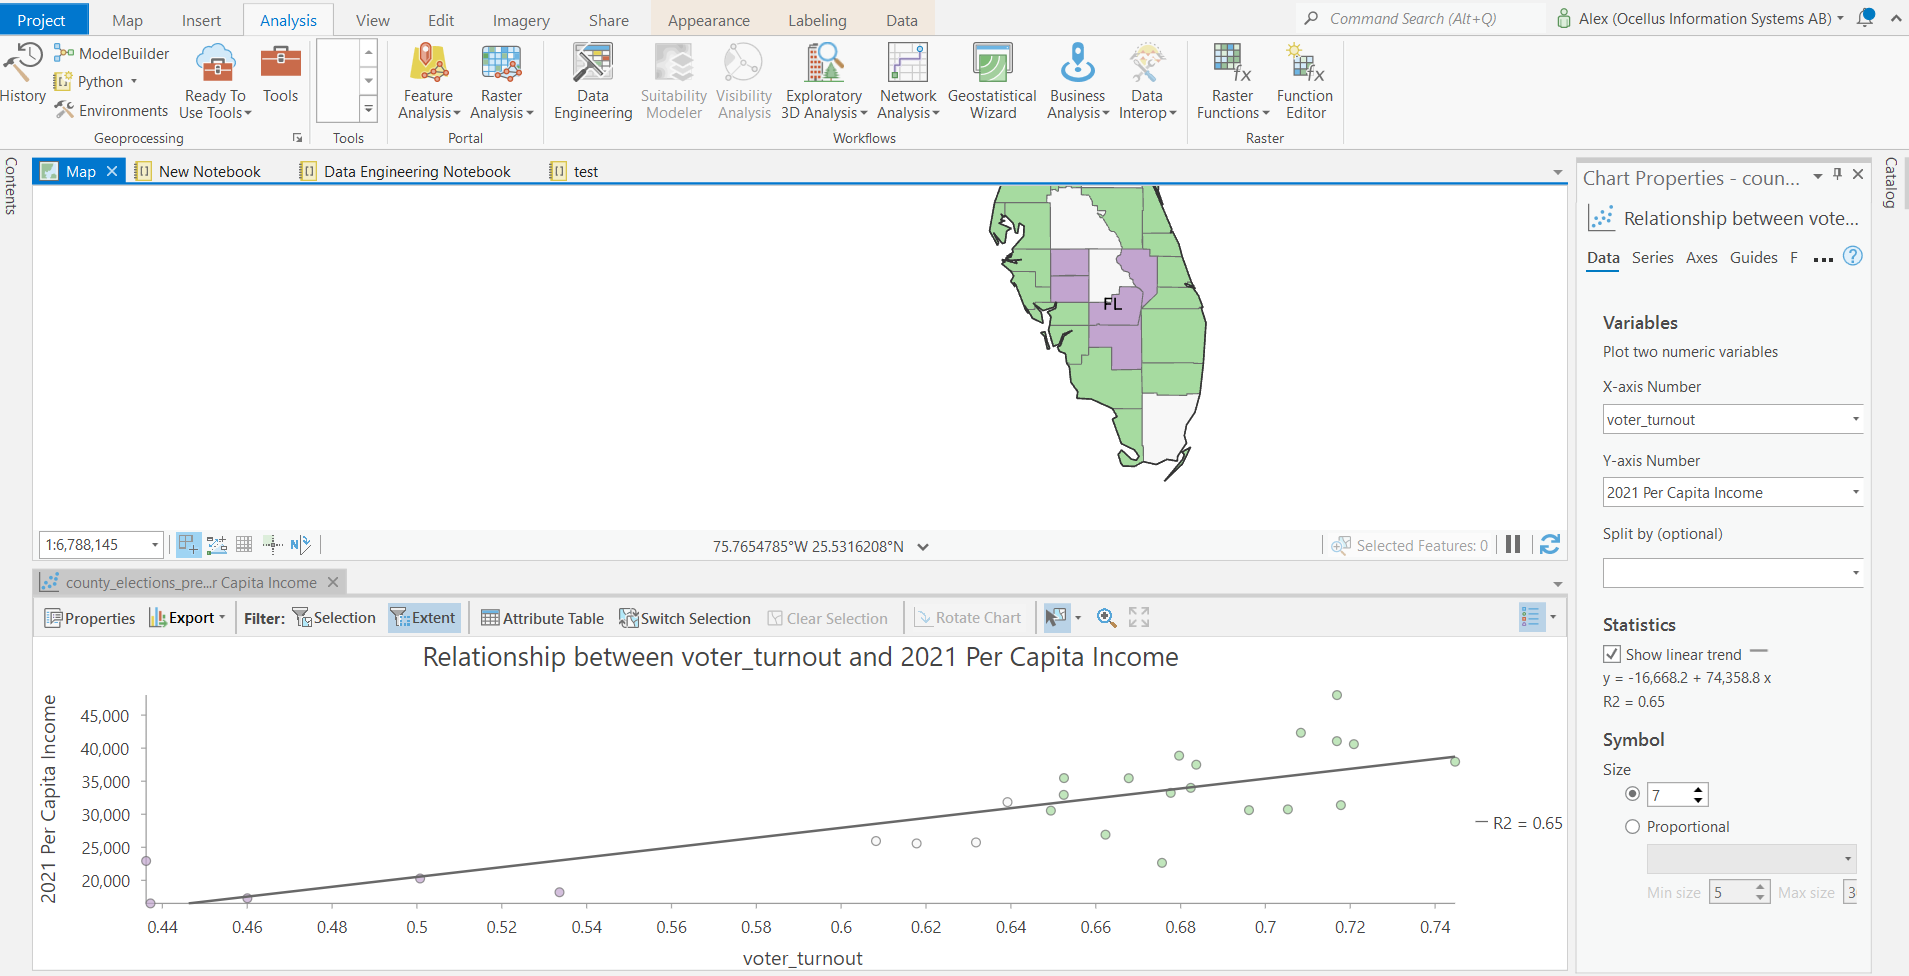 Project
Map
Insert
Analysis
View
Edit
Imagery
Share
Appearance
Labeling
Data
Command Search (Alt+Q)
Alex (Ocellus Information Systems AB)
History
ModelBuilder
Python
Environments
Ready To
Use Tools
Tools
Geoprocessing
Tools
Feature
Analysis
Raster
Analysis
Portal
Data
Engineering
Suitability
Modeler
Visibility
Analysis
Exploratory
3D Analysis
Network
Analysis
Geostatistical
Wizard
Business
Analysis
Data
Interop
Workflows
Raster
Functions
Function
Editor
Raster
Contents
Map
New Notebook
Data Engineering Notebook
test
FL
1:6,788,145
75.7654785°W 25.5316208°N
Selected Features: 0
county_elections_pre...r Capita Income
Properties
Export
Filter:
Selection
Extent
Attribute Table
Switch Selection
Clear Selection
Rotate Chart
Relationship between voter_turnout and 2021 Per Capita Income
2021 Per Capita Income
45,000
40,000
35,000
30,000
25,000
20,000
0.44 0.46 0.48 0.5 0.52 0.54 0.56 0.58 0.6 0.62 0.64 0.66 0.68 0.7 0.72 0.74
voter_turnout
R2 = 0.65
Chart Properties - coun...
Relationship between vote...
Data Series Axes Guides F ... ?
Variables
Plot two numeric variables
X-axis Number
voter_turnout
Y-axis Number
2021 Per Capita Income
Split by (optional)
Statistics
Show linear trend
y = -16,668.2 + 74,358.8 x
R2 = 0.65
Symbol
Size
7
Proportional
Min size 5 Max size 3
Catalog